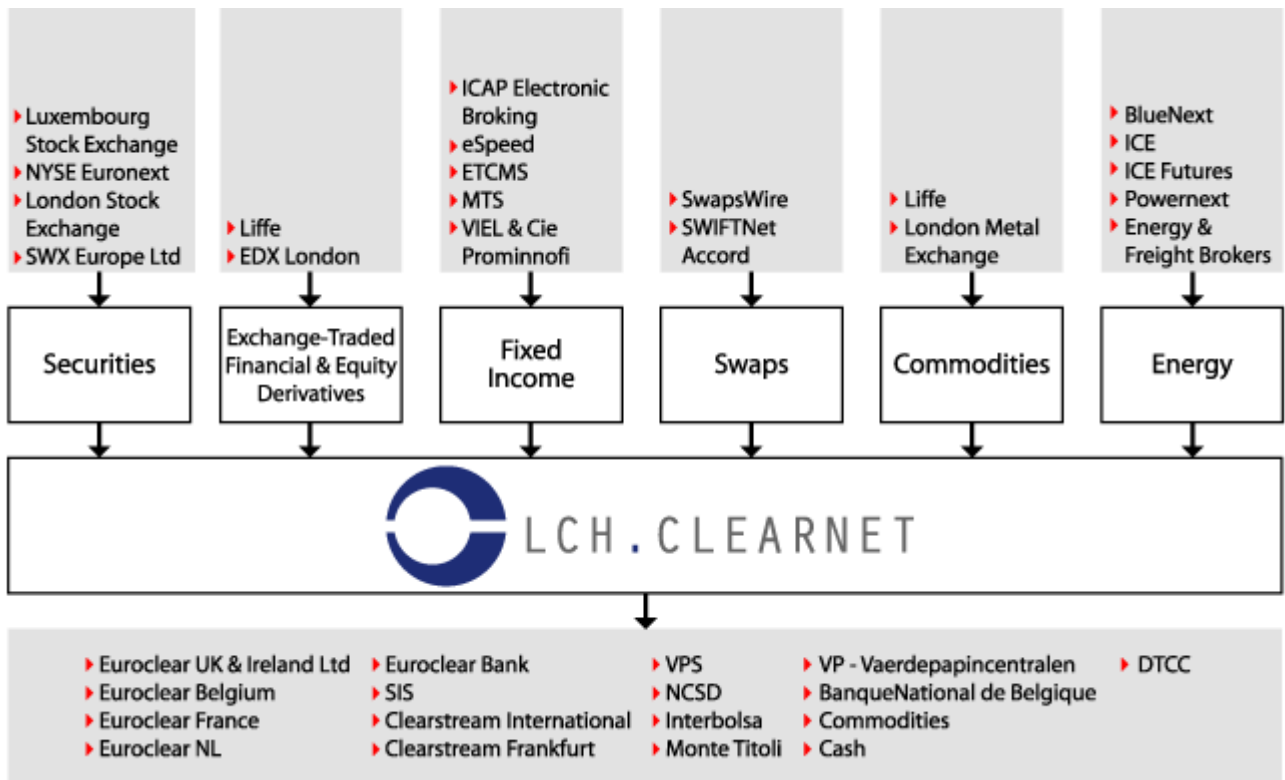 Luxembourg
Stock Exchange
NYSE Euronext
London Stock
Exchange
SWX Europe Ltd
Liffe
EDX London
ICAP Electronic
Broking
eSpeed
ETCMS
MTS
VIEL & Cie
Prominnofi
SwapsWire
SWIFTNet
Accord
Liffe
London Metal
Exchange
BlueNext
ICE
ICE Futures
Powernext
Energy &
Freight Brokers
Securities
Exchange-Traded
Financial & Equity
Derivatives
Fixed
Income
Swaps
Commodities
Energy
LCH.CLEARNET
Euroclear UK & Ireland Ltd
Euroclear Belgium
Euroclear France
Euroclear NL
Euroclear Bank
SIS
Clearstream International
Clearstream Frankfurt
VPS
NCSD
Interbolsa
Monte Titoli
VP - Vaerdepapincentralen
BanqueNational de Belgique
Commodities
Cash
DTCC